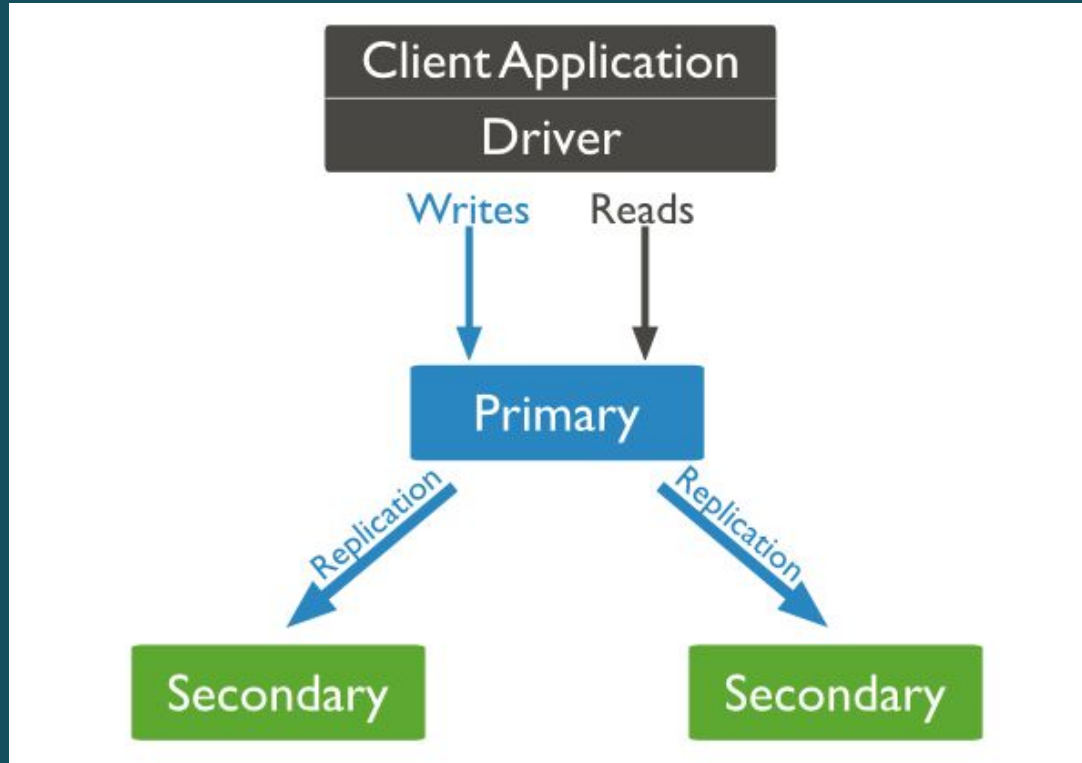 Client Application
Driver
Writes Reads
Primary
Replication Replication
Secondary Secondary